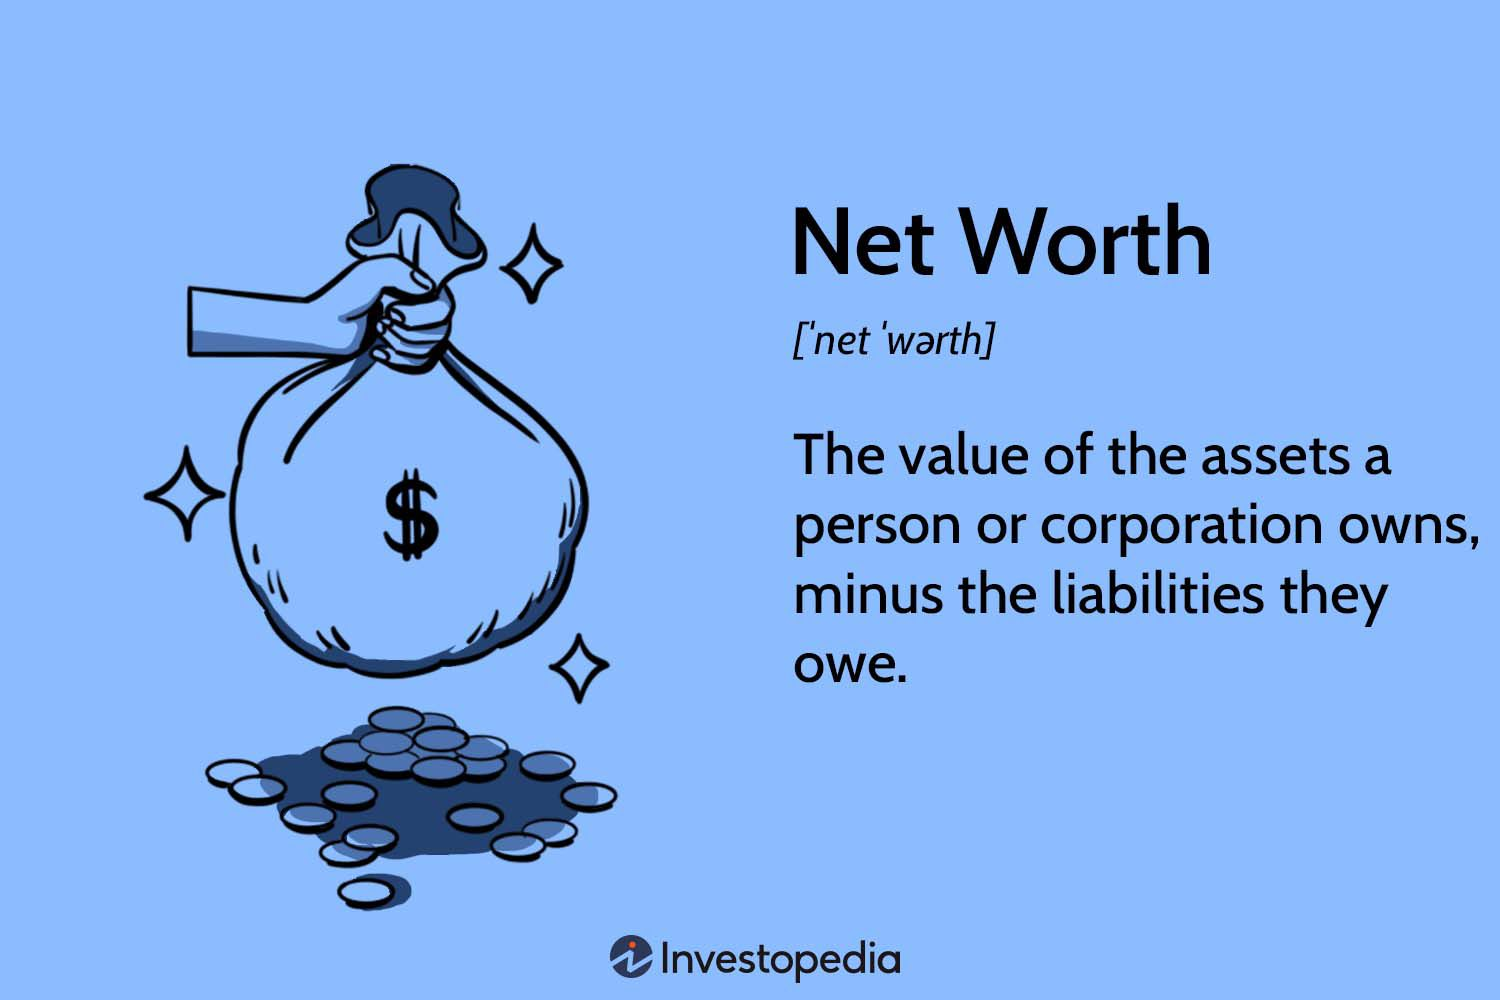 Net Worth
[ˈnet ˈwərth]
The value of the assets a
person or corporation owns,
minus the liabilities they
owe.
$
Investopedia